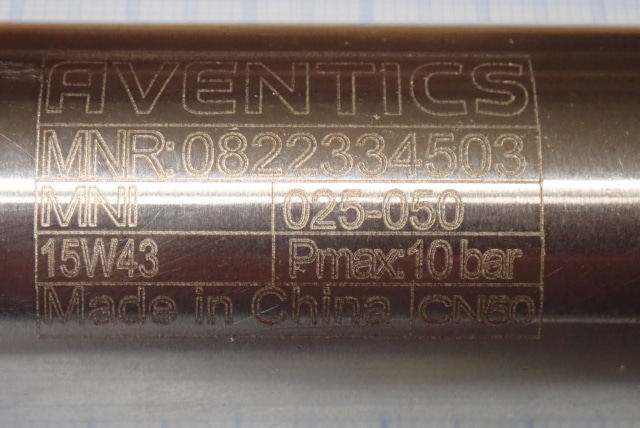 AVENTICS
MNR:0822334503
MNI 025-050
15W43 Pmax:10 bar
Made in China CN50